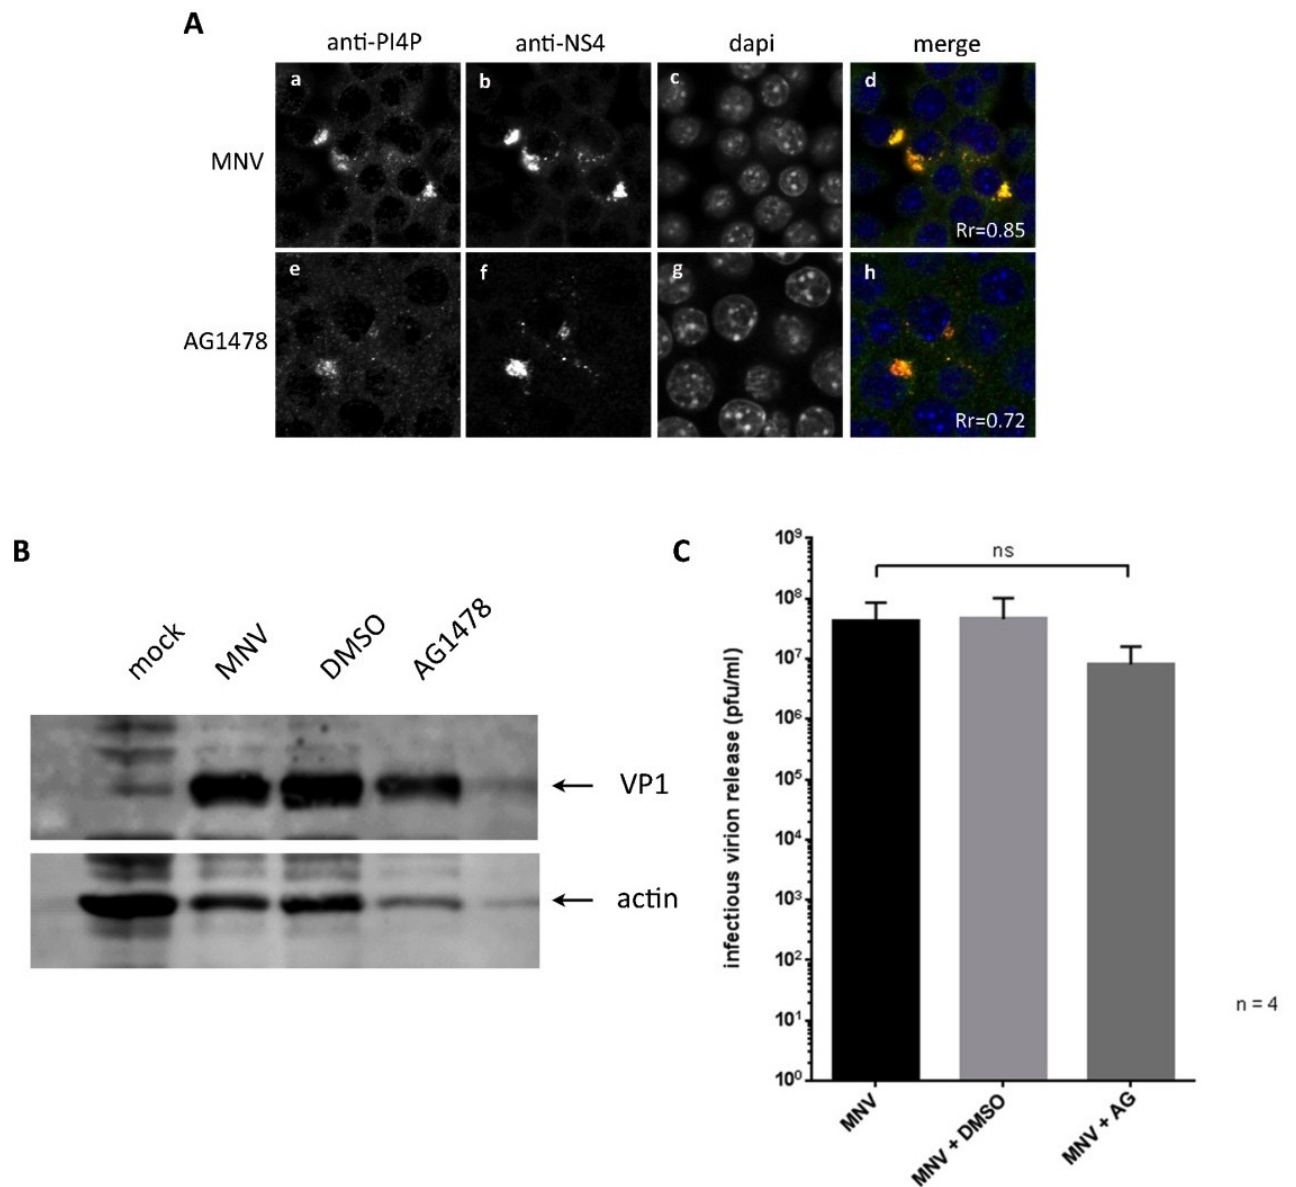 A
anti-PI4P anti-NS4 dapi merge
MNV
a b c d
Rr=0.85
AG1478
e f g h
Rr=0.72
B
mock MNV DMSO AG1478
VP1
actin
C
ns
10⁹
10⁸
10⁷
10⁶
10⁵
10⁴
10³
10²
10¹
10⁰
infectious virion release (pfu/ml)
MNV MNV + DMSO MNV + AG
n = 4